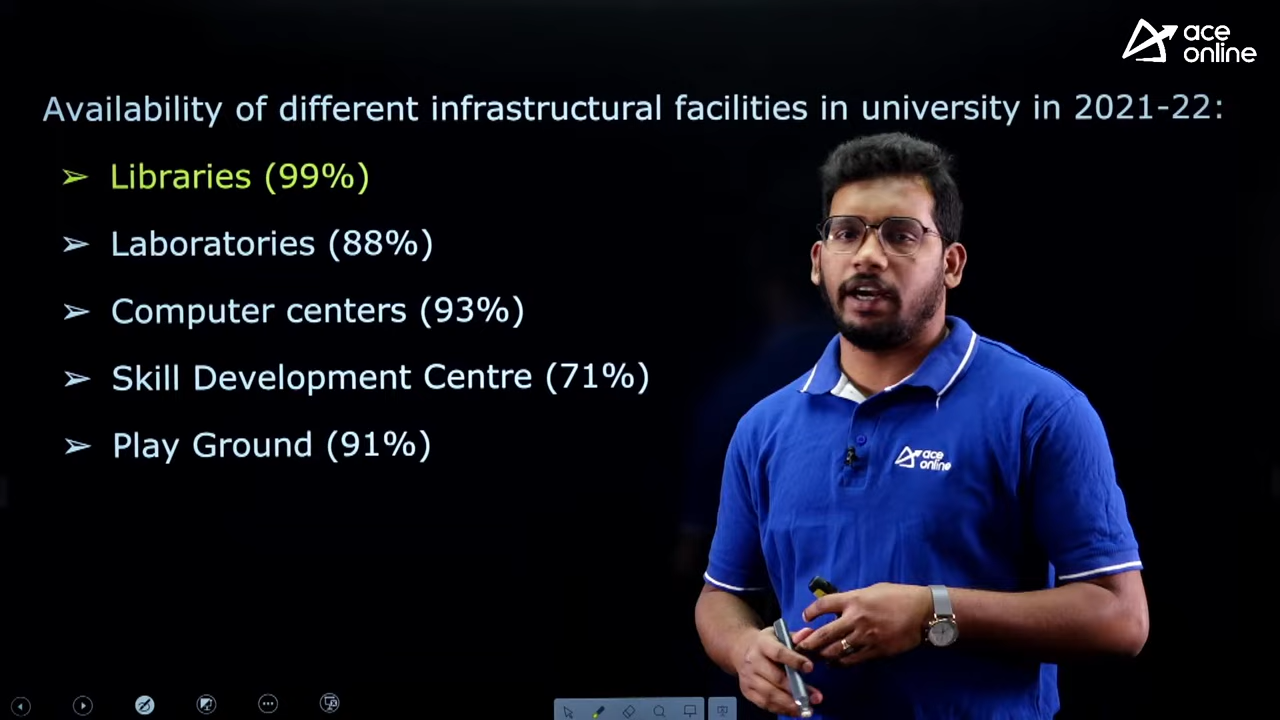 ace
online
Availability of different infrastructural facilities in university in 2021-22:
➢ Libraries (99%)
➢ Laboratories (88%)
➢ Computer centers (93%)
➢ Skill Development Centre (71%)
➢ Play Ground (91%)
ace
online